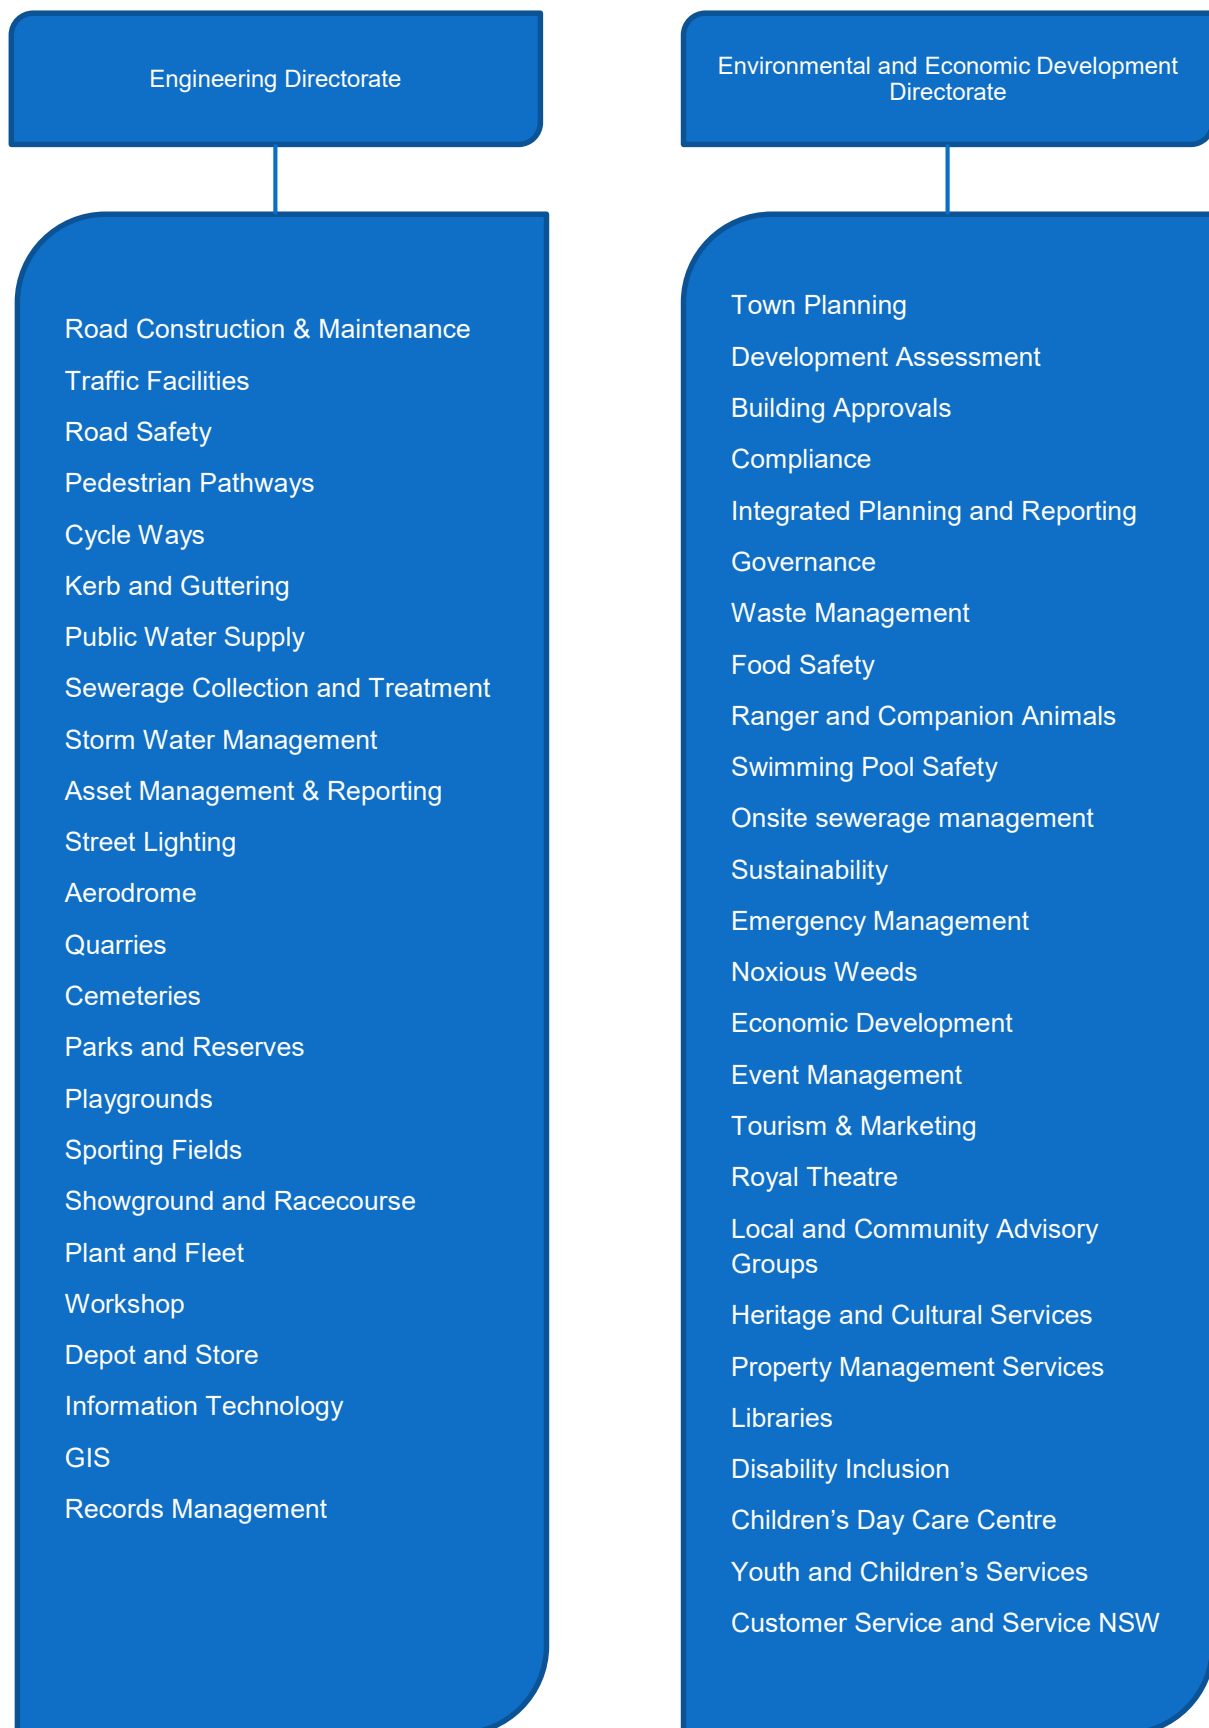 Engineering Directorate
Road Construction & Maintenance
Traffic Facilities
Road Safety
Pedestrian Pathways
Cycle Ways
Kerb and Guttering
Public Water Supply
Sewerage Collection and Treatment
Storm Water Management
Asset Management & Reporting
Street Lighting
Aerodrome
Quarries
Cemeteries
Parks and Reserves
Playgrounds
Sporting Fields
Showground and Racecourse
Plant and Fleet
Workshop
Depot and Store
Information Technology
GIS
Records Management
Environmental and Economic Development
Directorate
Town Planning
Development Assessment
Building Approvals
Compliance
Integrated Planning and Reporting
Governance
Waste Management
Food Safety
Ranger and Companion Animals
Swimming Pool Safety
Onsite sewerage management
Sustainability
Emergency Management
Noxious Weeds
Economic Development
Event Management
Tourism & Marketing
Royal Theatre
Local and Community Advisory
Groups
Heritage and Cultural Services
Property Management Services
Libraries
Disability Inclusion
Children’s Day Care Centre
Youth and Children’s Services
Customer Service and Service NSW